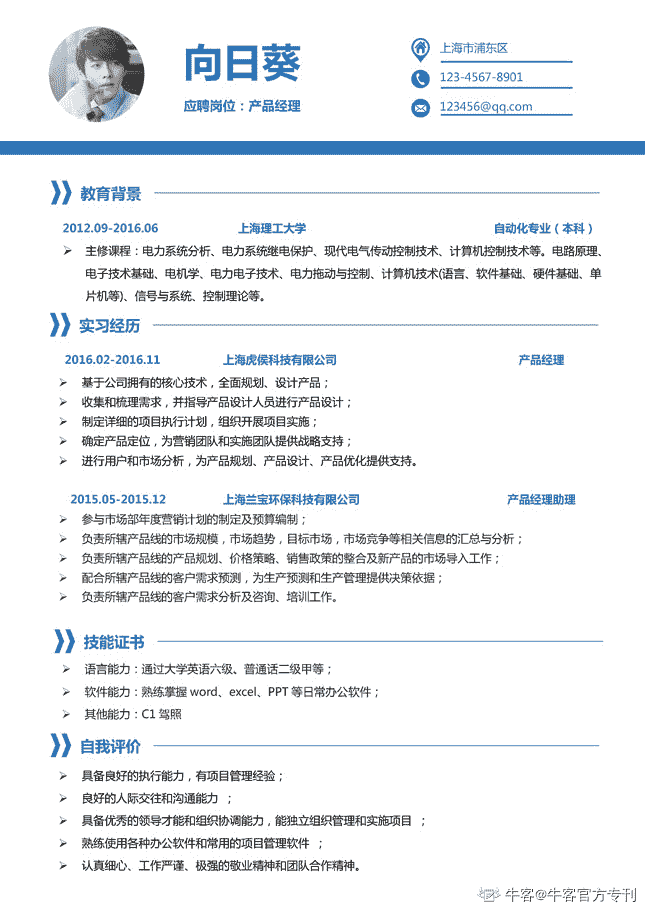 向日葵
应聘岗位：产品经理
上海市浦东区
123-4567-8901
123456@qq.com
教育背景
2012.09-2016.06 上海理工大学 自动化专业（本科）
主修课程：电力系统分析、电力系统继电保护、现代电气传动控制技术、计算机控制技术等。电路原理、
电子技术基础、电机学、电力电子技术、电力拖动与控制、计算机技术(语言、软件基础、硬件基础、单
片机等)、信号与系统、控制理论等。
实习经历
2016.02-2016.11 上海虎侯科技有限公司 产品经理
基于公司拥有的核心技术，全面规划、设计产品；
收集和梳理需求，并指导产品设计人员进行产品设计；
制定详细的项目执行计划，组织开展项目实施；
确定产品定位，为营销团队和实施团队提供战略支持；
进行用户和市场分析，为产品规划、产品设计、产品优化提供支持。
2015.05-2015.12 上海兰宝环保科技有限公司 产品经理助理
参与市场部年度营销计划的制定及预算编制；
负责所辖产品线的市场规模，市场趋势，目标市场，市场竞争等相关信息的汇总与分析；
负责所辖产品线的产品规划、价格策略、销售政策的整合及新产品的市场导入工作；
配合所辖产品线的客户需求预测，为生产预测和生产管理提供决策依据；
负责所辖产品线的客户需求分析及咨询、培训工作。
技能证书
语言能力：通过大学英语六级、普通话二级甲等；
软件能力：熟练掌握 word、excel、PPT 等日常办公软件；
其他能力：C1 驾照
自我评价
具备良好的执行能力，有项目管理经验；
良好的人际交往和沟通能力 ；
具备优秀的领导才能和组织协调能力，能独立组织管理和实施项目 ；
熟练使用各种办公软件和常用的项目管理软件 ；
认真细心、工作严谨、极强的敬业精神和团队合作精神。
牛客@牛客官方专刊